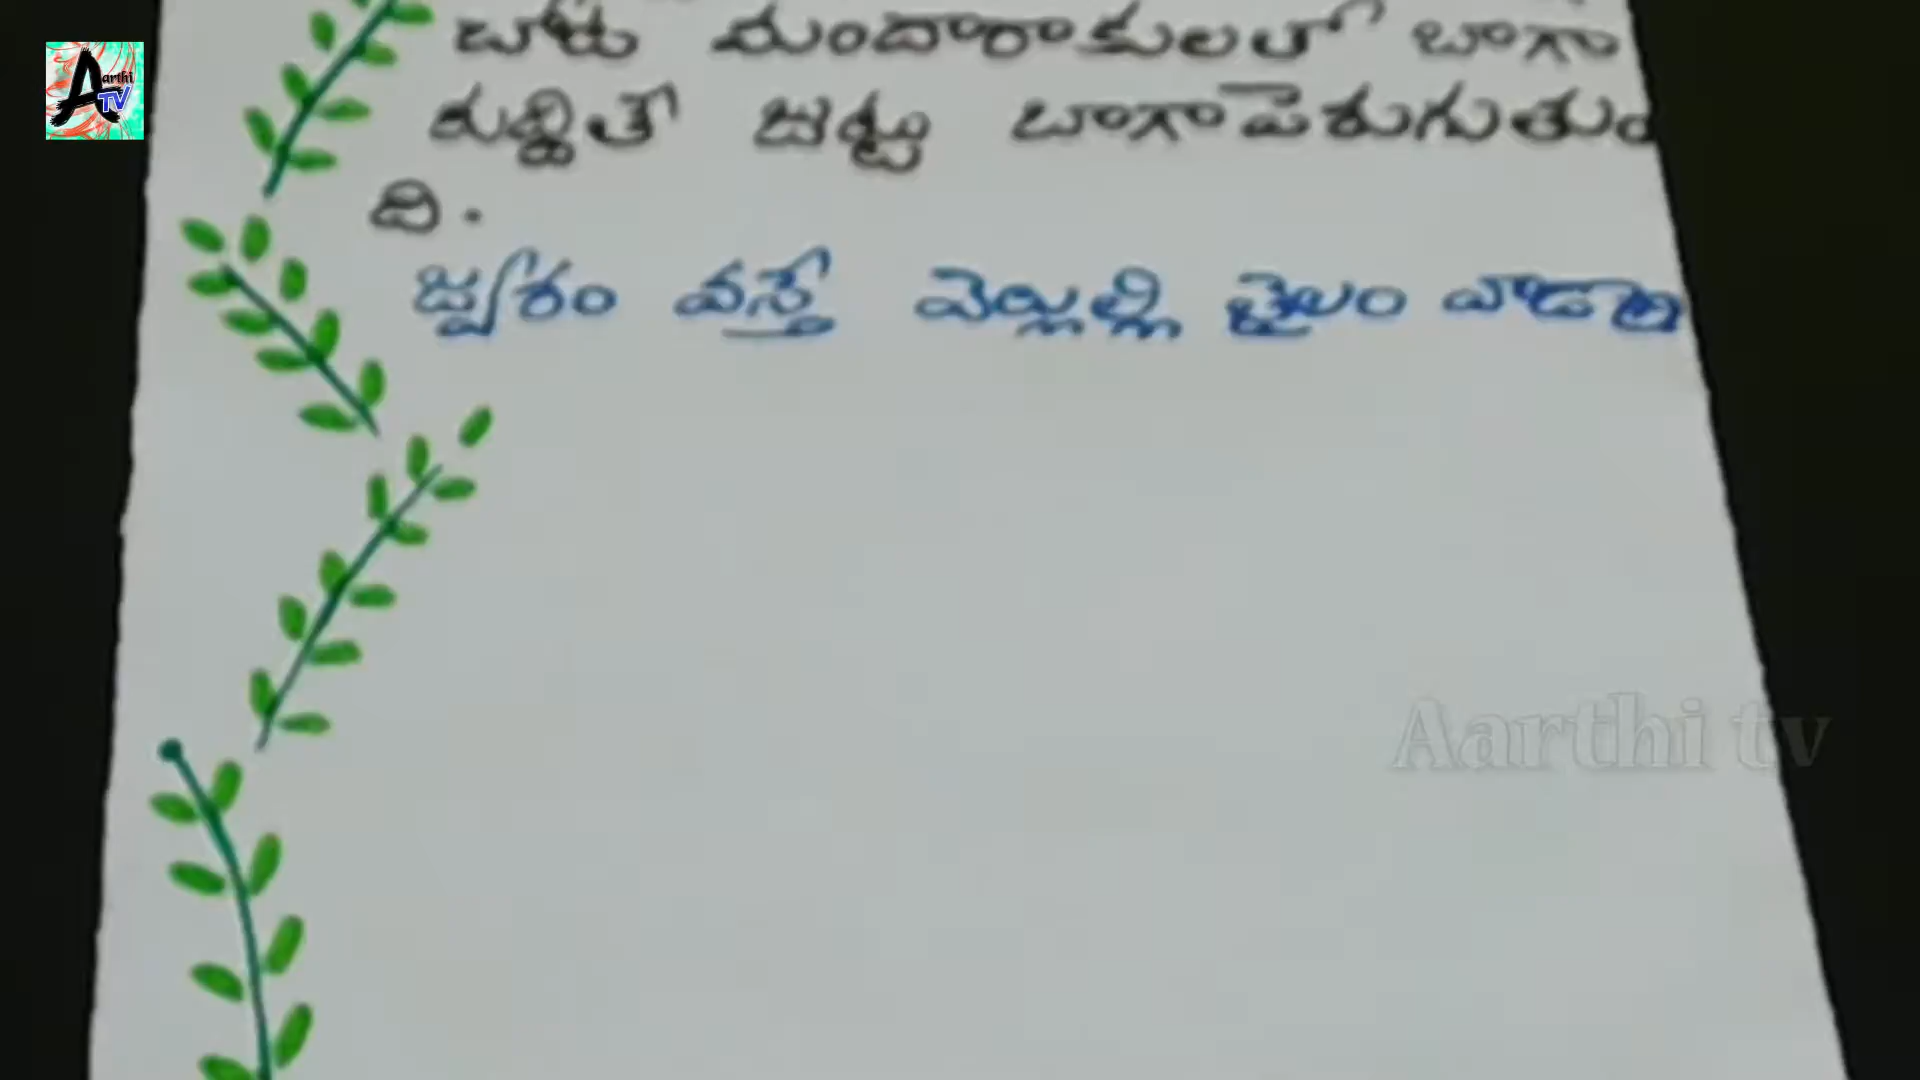 Aarthi TV
జుట్టు మందారాకులతో బాగా
రుద్దితే జుట్టు బాగా పెరుగుతుం
ది.
జ్వరం వస్తే వెల్లుల్లి తైలం వాడాలి
Aarthi tv